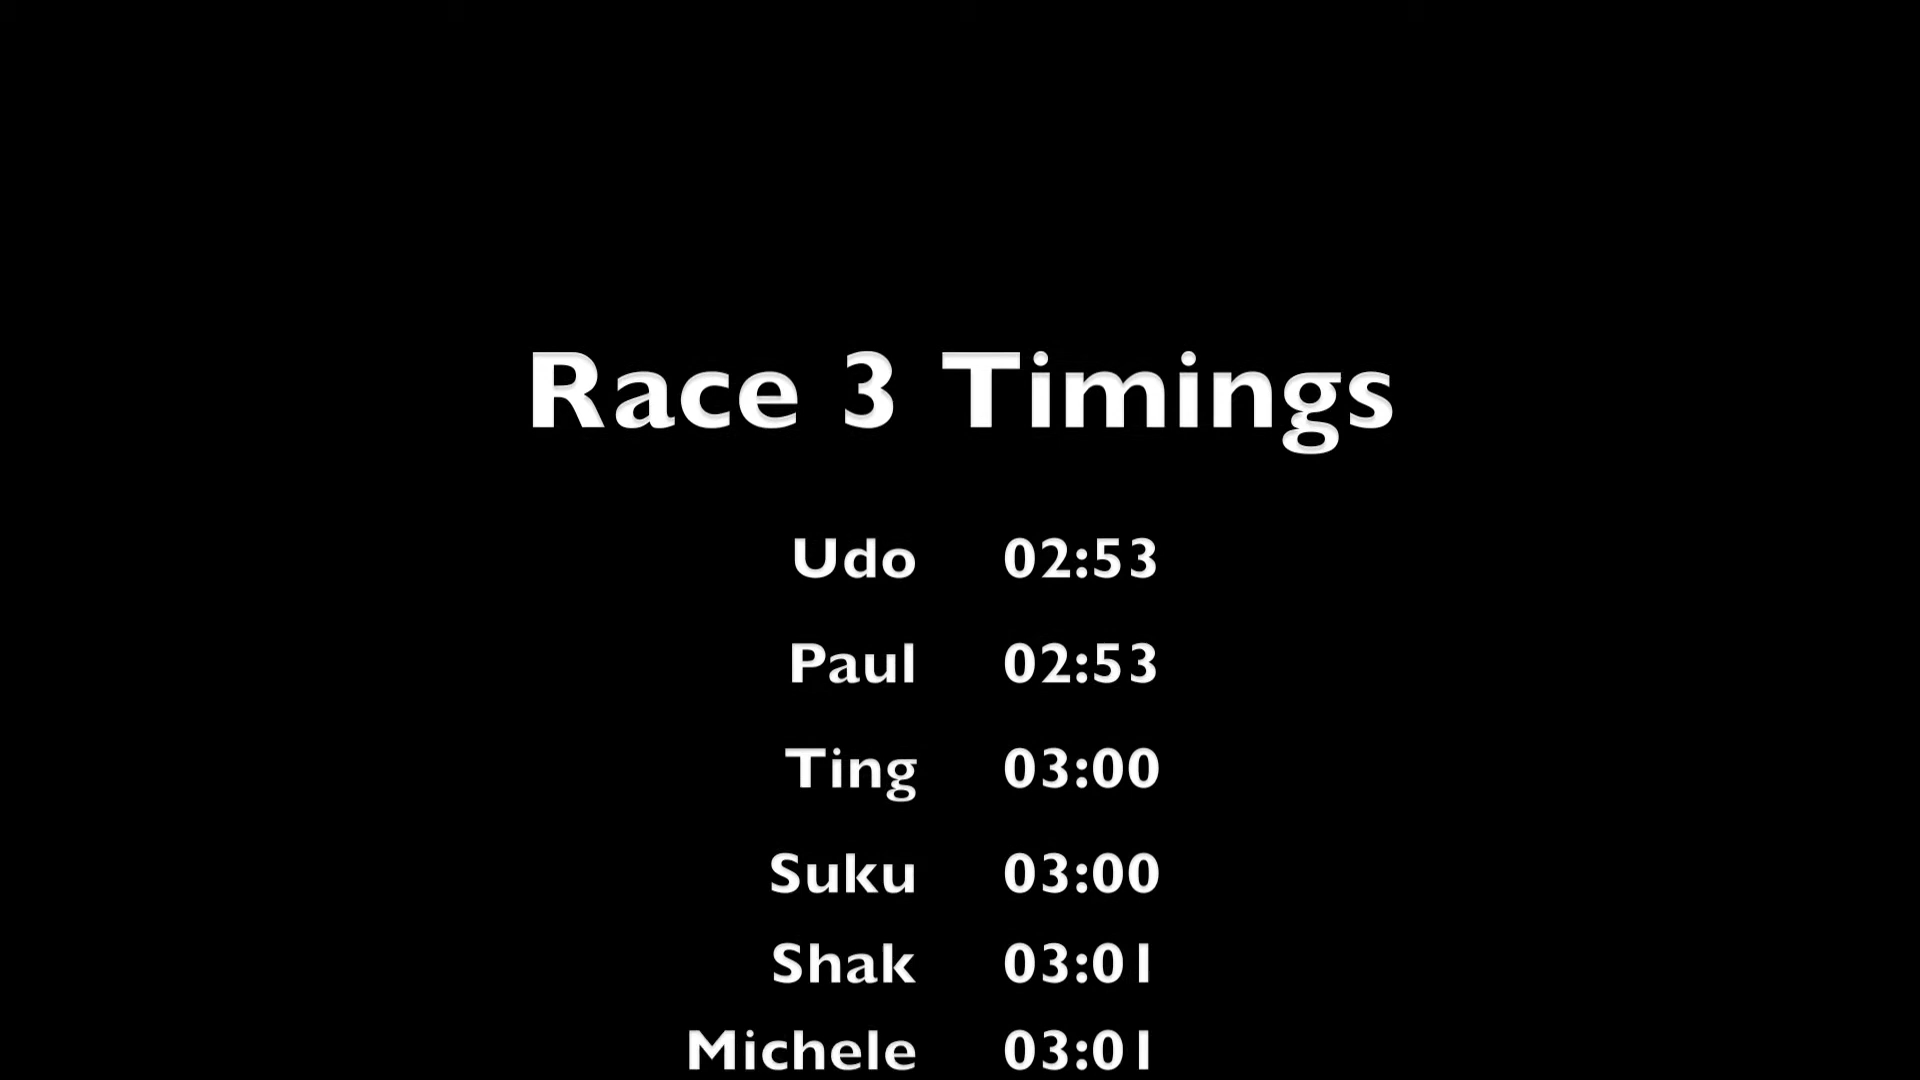 Race 3 Timings
Udo 02:53
Paul 02:53
Ting 03:00
Suku 03:00
Shak 03:01
Michele 03:01